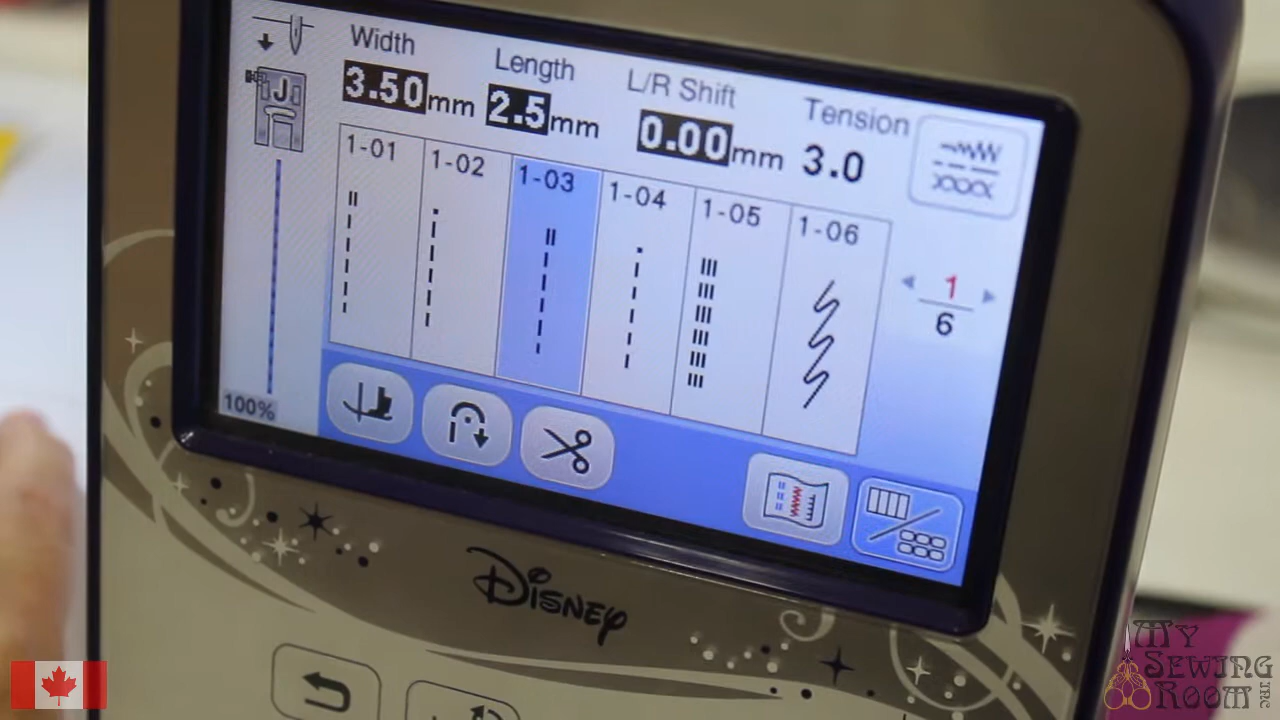 Width
Length
L/R Shift
Tension
3.50mm
2.5mm
0.00mm
3.0
J
1-01
1-02
1-03
1-04
1-05
1-06
1
6
100%
DISNEY
My
Sewing
Room INC.